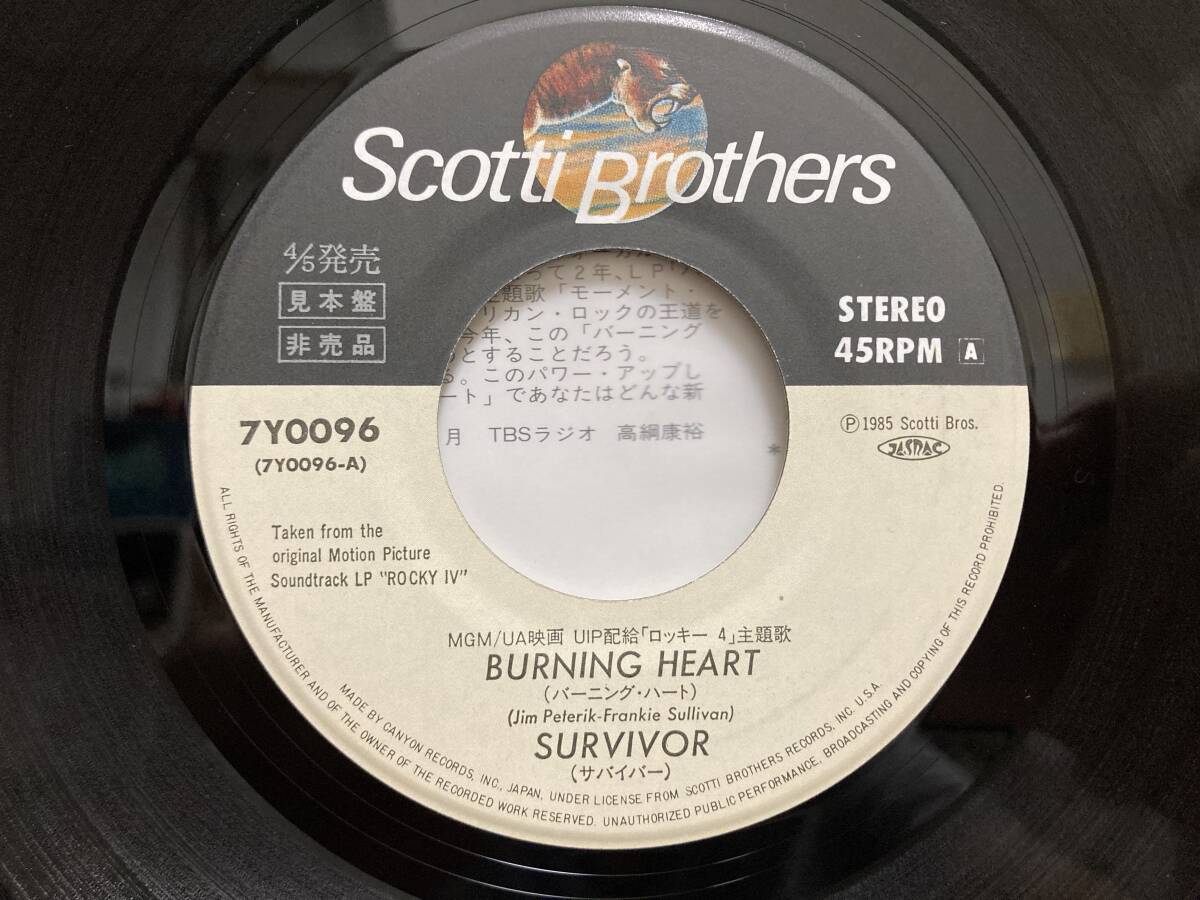 Scotti Brothers
4/5発売
見本盤
非売品
って2年、LP
主題歌「モーメント・
リカン・ロックの王道を
今年、この「バーニング
とすることだろう。
。このパワー・アップし
ート」であなたはどんな新
月 TBSラジオ 高綱康裕
*
STEREO
45RPM A
7Y0096
(7Y0096-A)
Ⓟ1985 Scotti Bros.
JASRAC
Taken from the
original Motion Picture
Soundtrack LP "ROCKY IV"
MGM/UA映画 UIP配給「ロッキー 4」主題歌
BURNING HEART
(バーニング・ハート)
(Jim Peterik-Frankie Sullivan)
SURVIVOR
(サバイバー)
MADE BY CANYON RECORDS, INC., JAPAN, UNDER LICENSE FROM SCOTTI BROTHERS RECORDS, INC. U.S.A.
ALL RIGHTS OF THE MANUFACTURER AND OF THE OWNER OF THE RECORDED WORK RESERVED. UNAUTHORIZED PUBLIC PERFORMANCE, BROADCASTING AND COPYING OF THIS RECORD PROHIBITED.